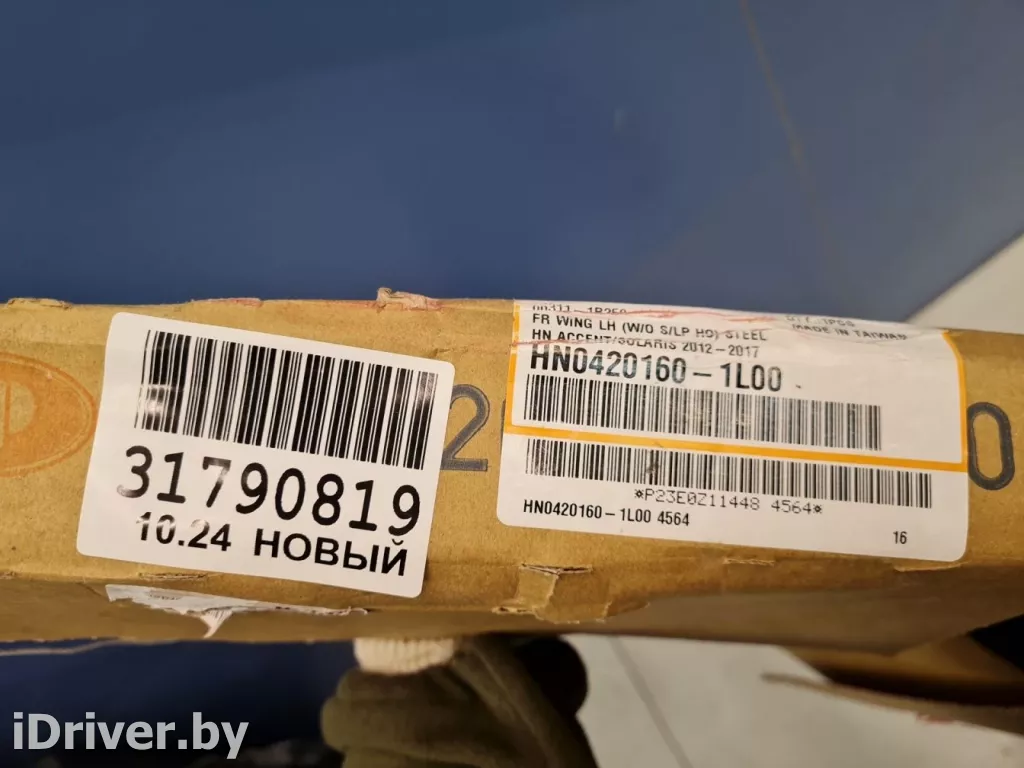 31790819
10.24 НОВЫЙ
FR WING LH (W/O S/LP HO) STEEL
HN ACCENT/SOLARIS 2012-2017
MADE IN TAIWAN
HN0420160-1L00
*P23E0Z11448 4564*
HN0420160-1L00 4564
16
iDriver.by